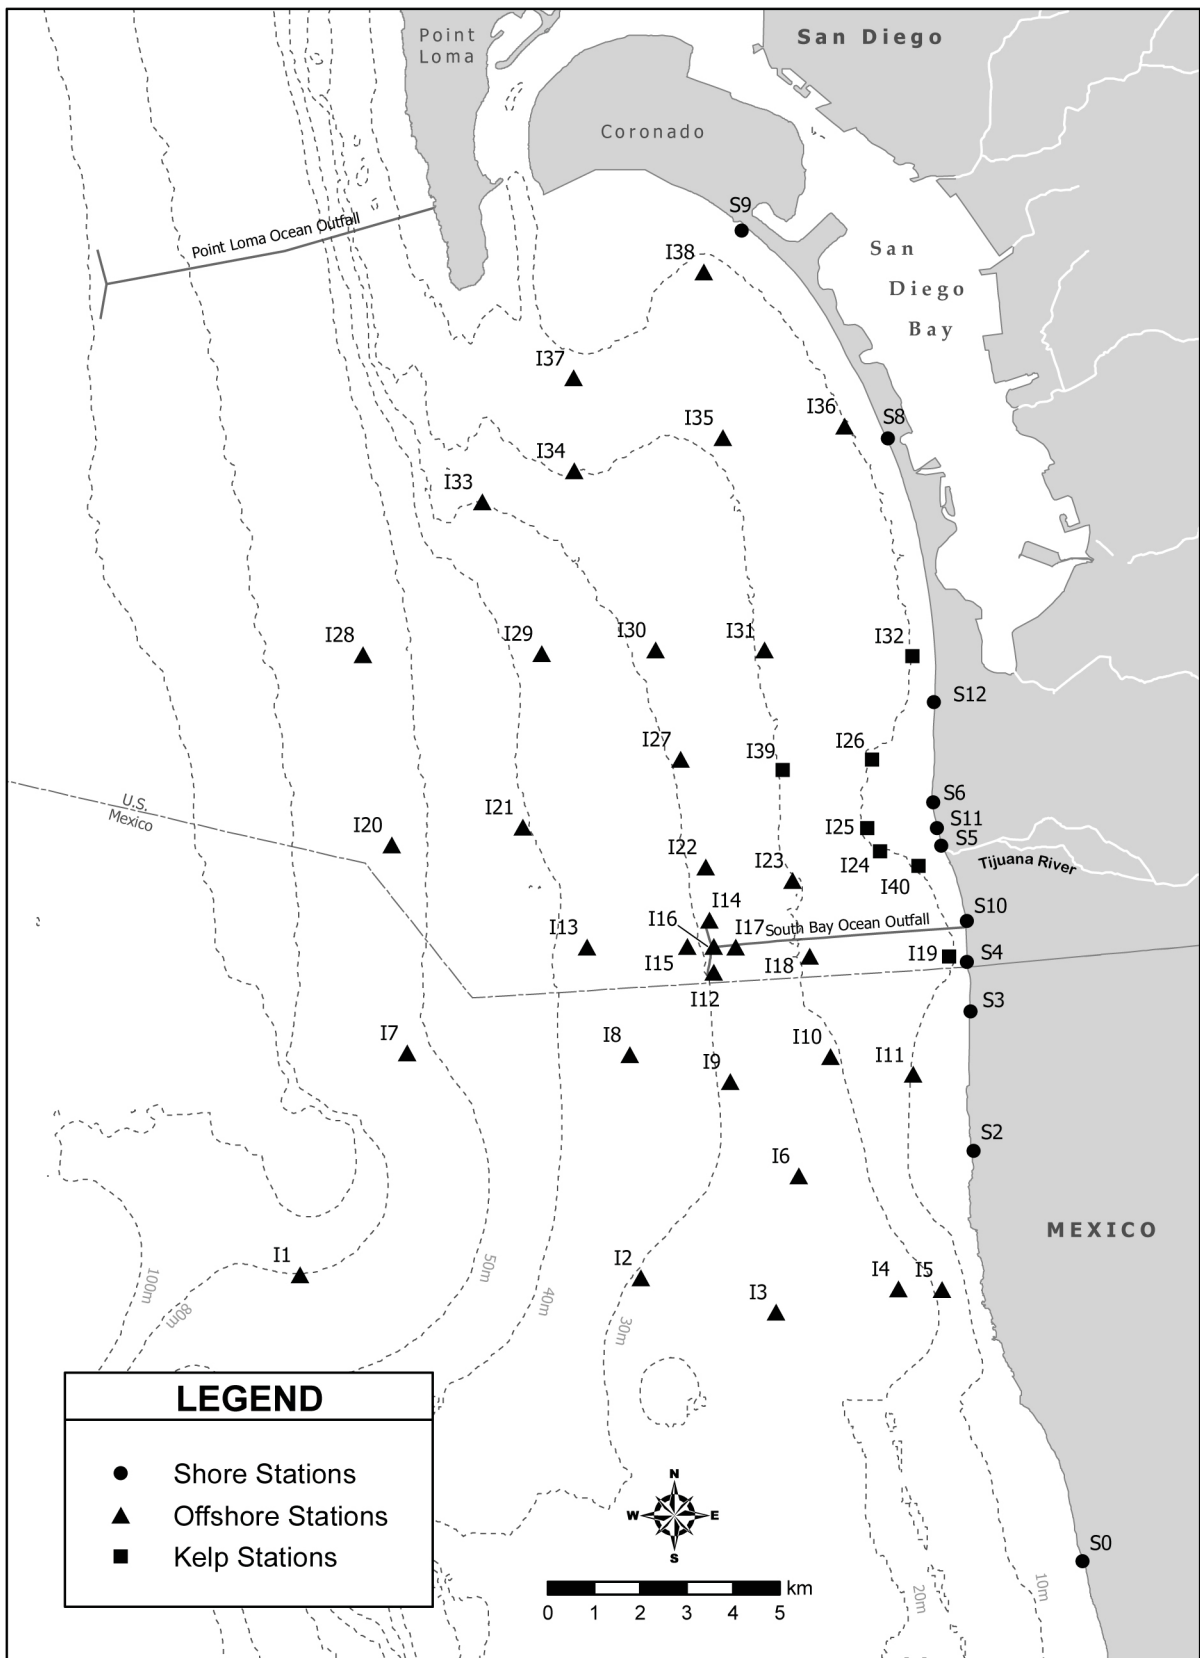 Point
Loma
San Diego
Coronado
S9
Point Loma Ocean Outfall
I38
San
Diego
Bay
I37
I36
S8
I35
I34
I33
I28
I29
I30
I31
I32
S12
I27
I39
I26
U.S.
Mexico
S6
I20
I21
I25
S11
S5
I22
I23
I24
I40
Tijuana River
I14
S10
I13
I16
I17
South Bay Ocean Outfall
I15
I18
I19
S4
I12
S3
I7
I8
I9
I10
I11
S2
I6
MEXICO
I1
I2
I3
I4
I5
100m
80m
50m
40m
30m
LEGEND
Shore Stations
Offshore Stations
Kelp Stations
N
W
E
S
S0
20m
10m
km
0 1 2 3 4 5